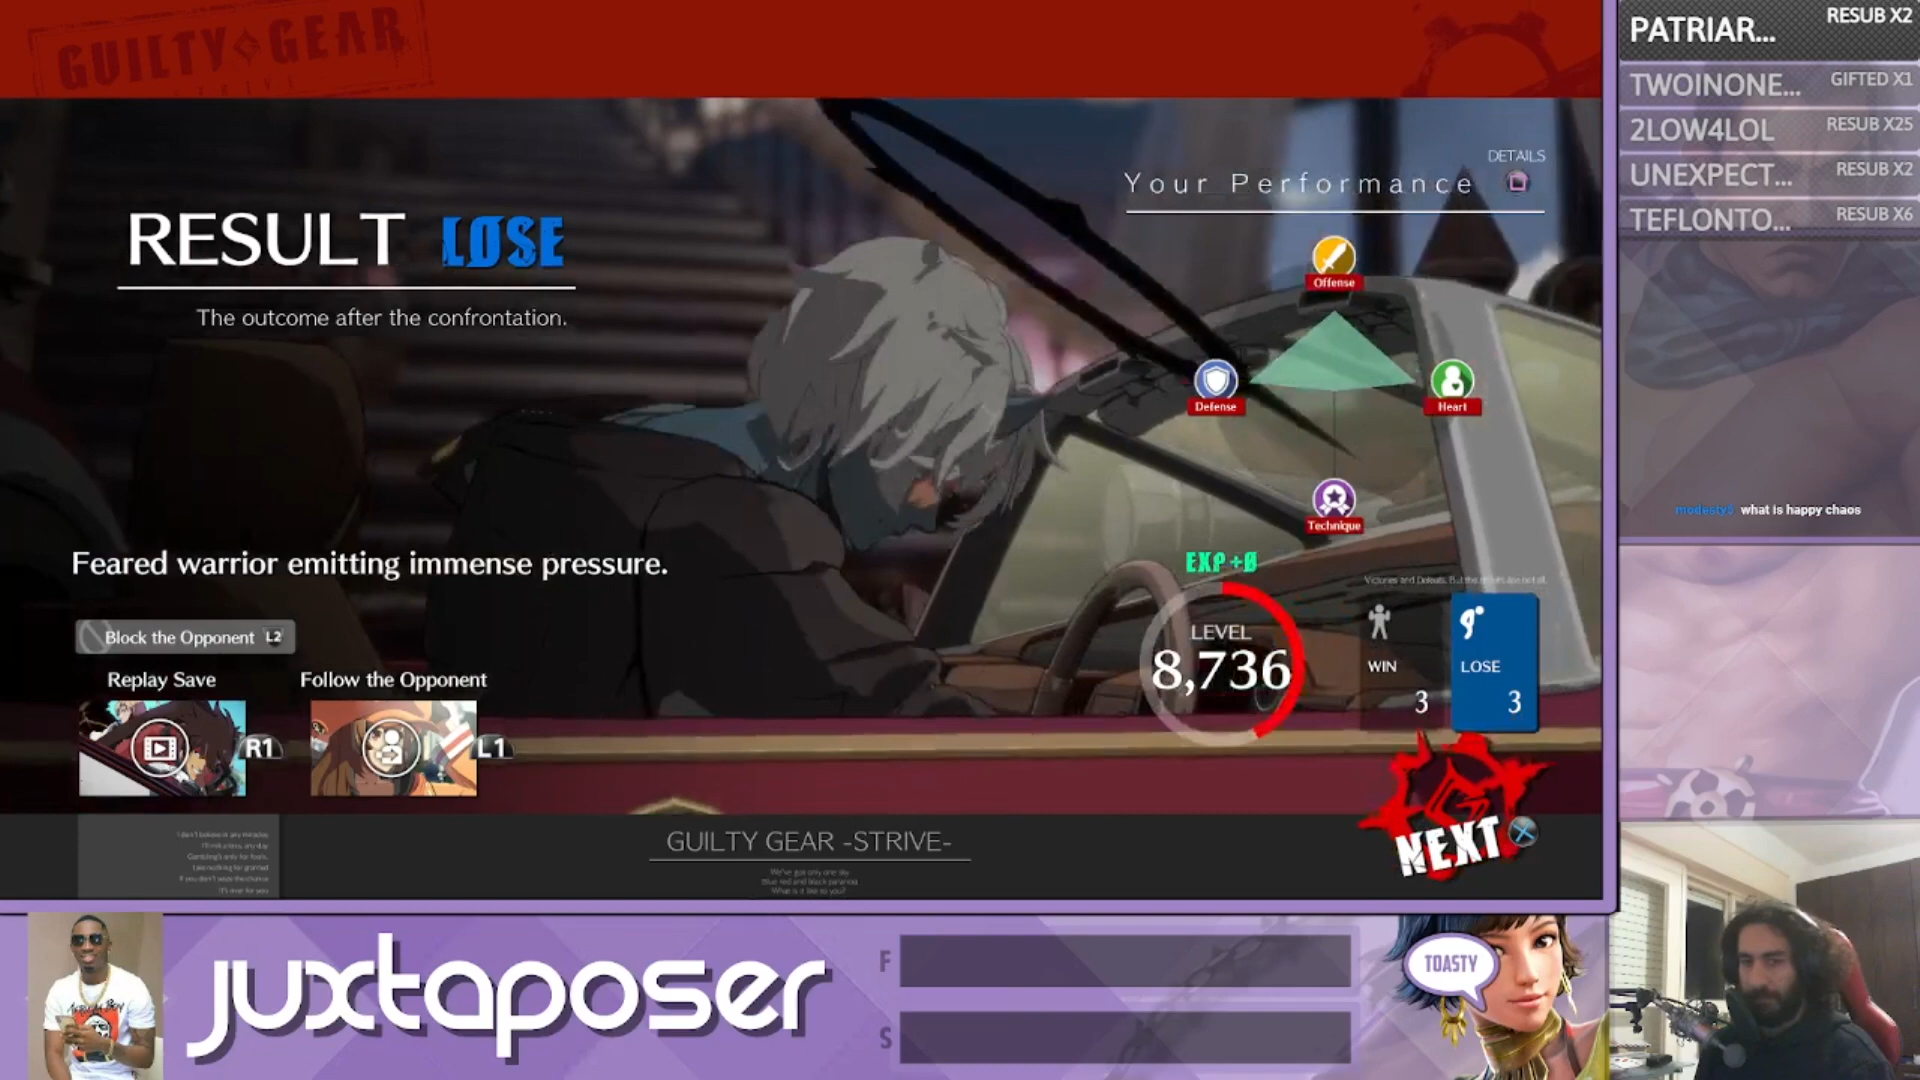 GUILTY GEAR
PATRIAR... RESUB X2
TWOINONE... GIFTED X1
2LOW4LOL RESUB X25
UNEXPECT... RESUB X2
TEFLONTO... RESUB X6
DETAILS
Your Performance
RESULT LOSE
The outcome after the confrontation.
Offense
Defense
Heart
Technique
what is happy chaos
Feared warrior emitting immense pressure.
EXP+0
LEVEL
8,736
WIN
3
LOSE
3
Block the Opponent L2
Replay Save
R1
Follow the Opponent
L1
NEXT
GUILTY GEAR -STRIVE-
juxtaposer
F
S
TOASTY